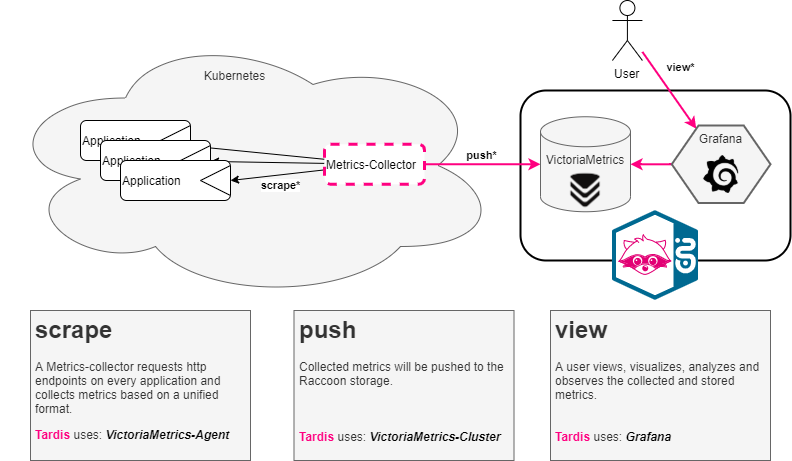 User
view*
Kubernetes
Application
Application
Application
Metrics-Collector
scrape*
push*
VictoriaMetrics
Grafana
scrape
A Metrics-collector requests http
endpoints on every application and
collects metrics based on a unified
format.
Tardis uses: VictoriaMetrics-Agent
push
Collected metrics will be pushed to the
Raccoon storage.
Tardis uses: VictoriaMetrics-Cluster
view
A user views, visualizes, analyzes and
observes the collected and stored
metrics.
Tardis uses: Grafana